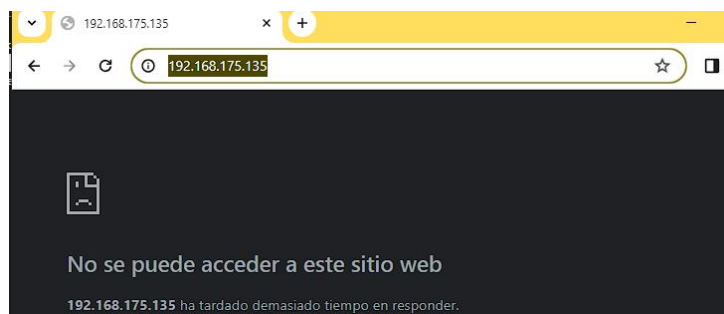 192.168.175.135
192.168.175.135
No se puede acceder a este sitio web
192.168.175.135 ha tardado demasiado tiempo en responder.